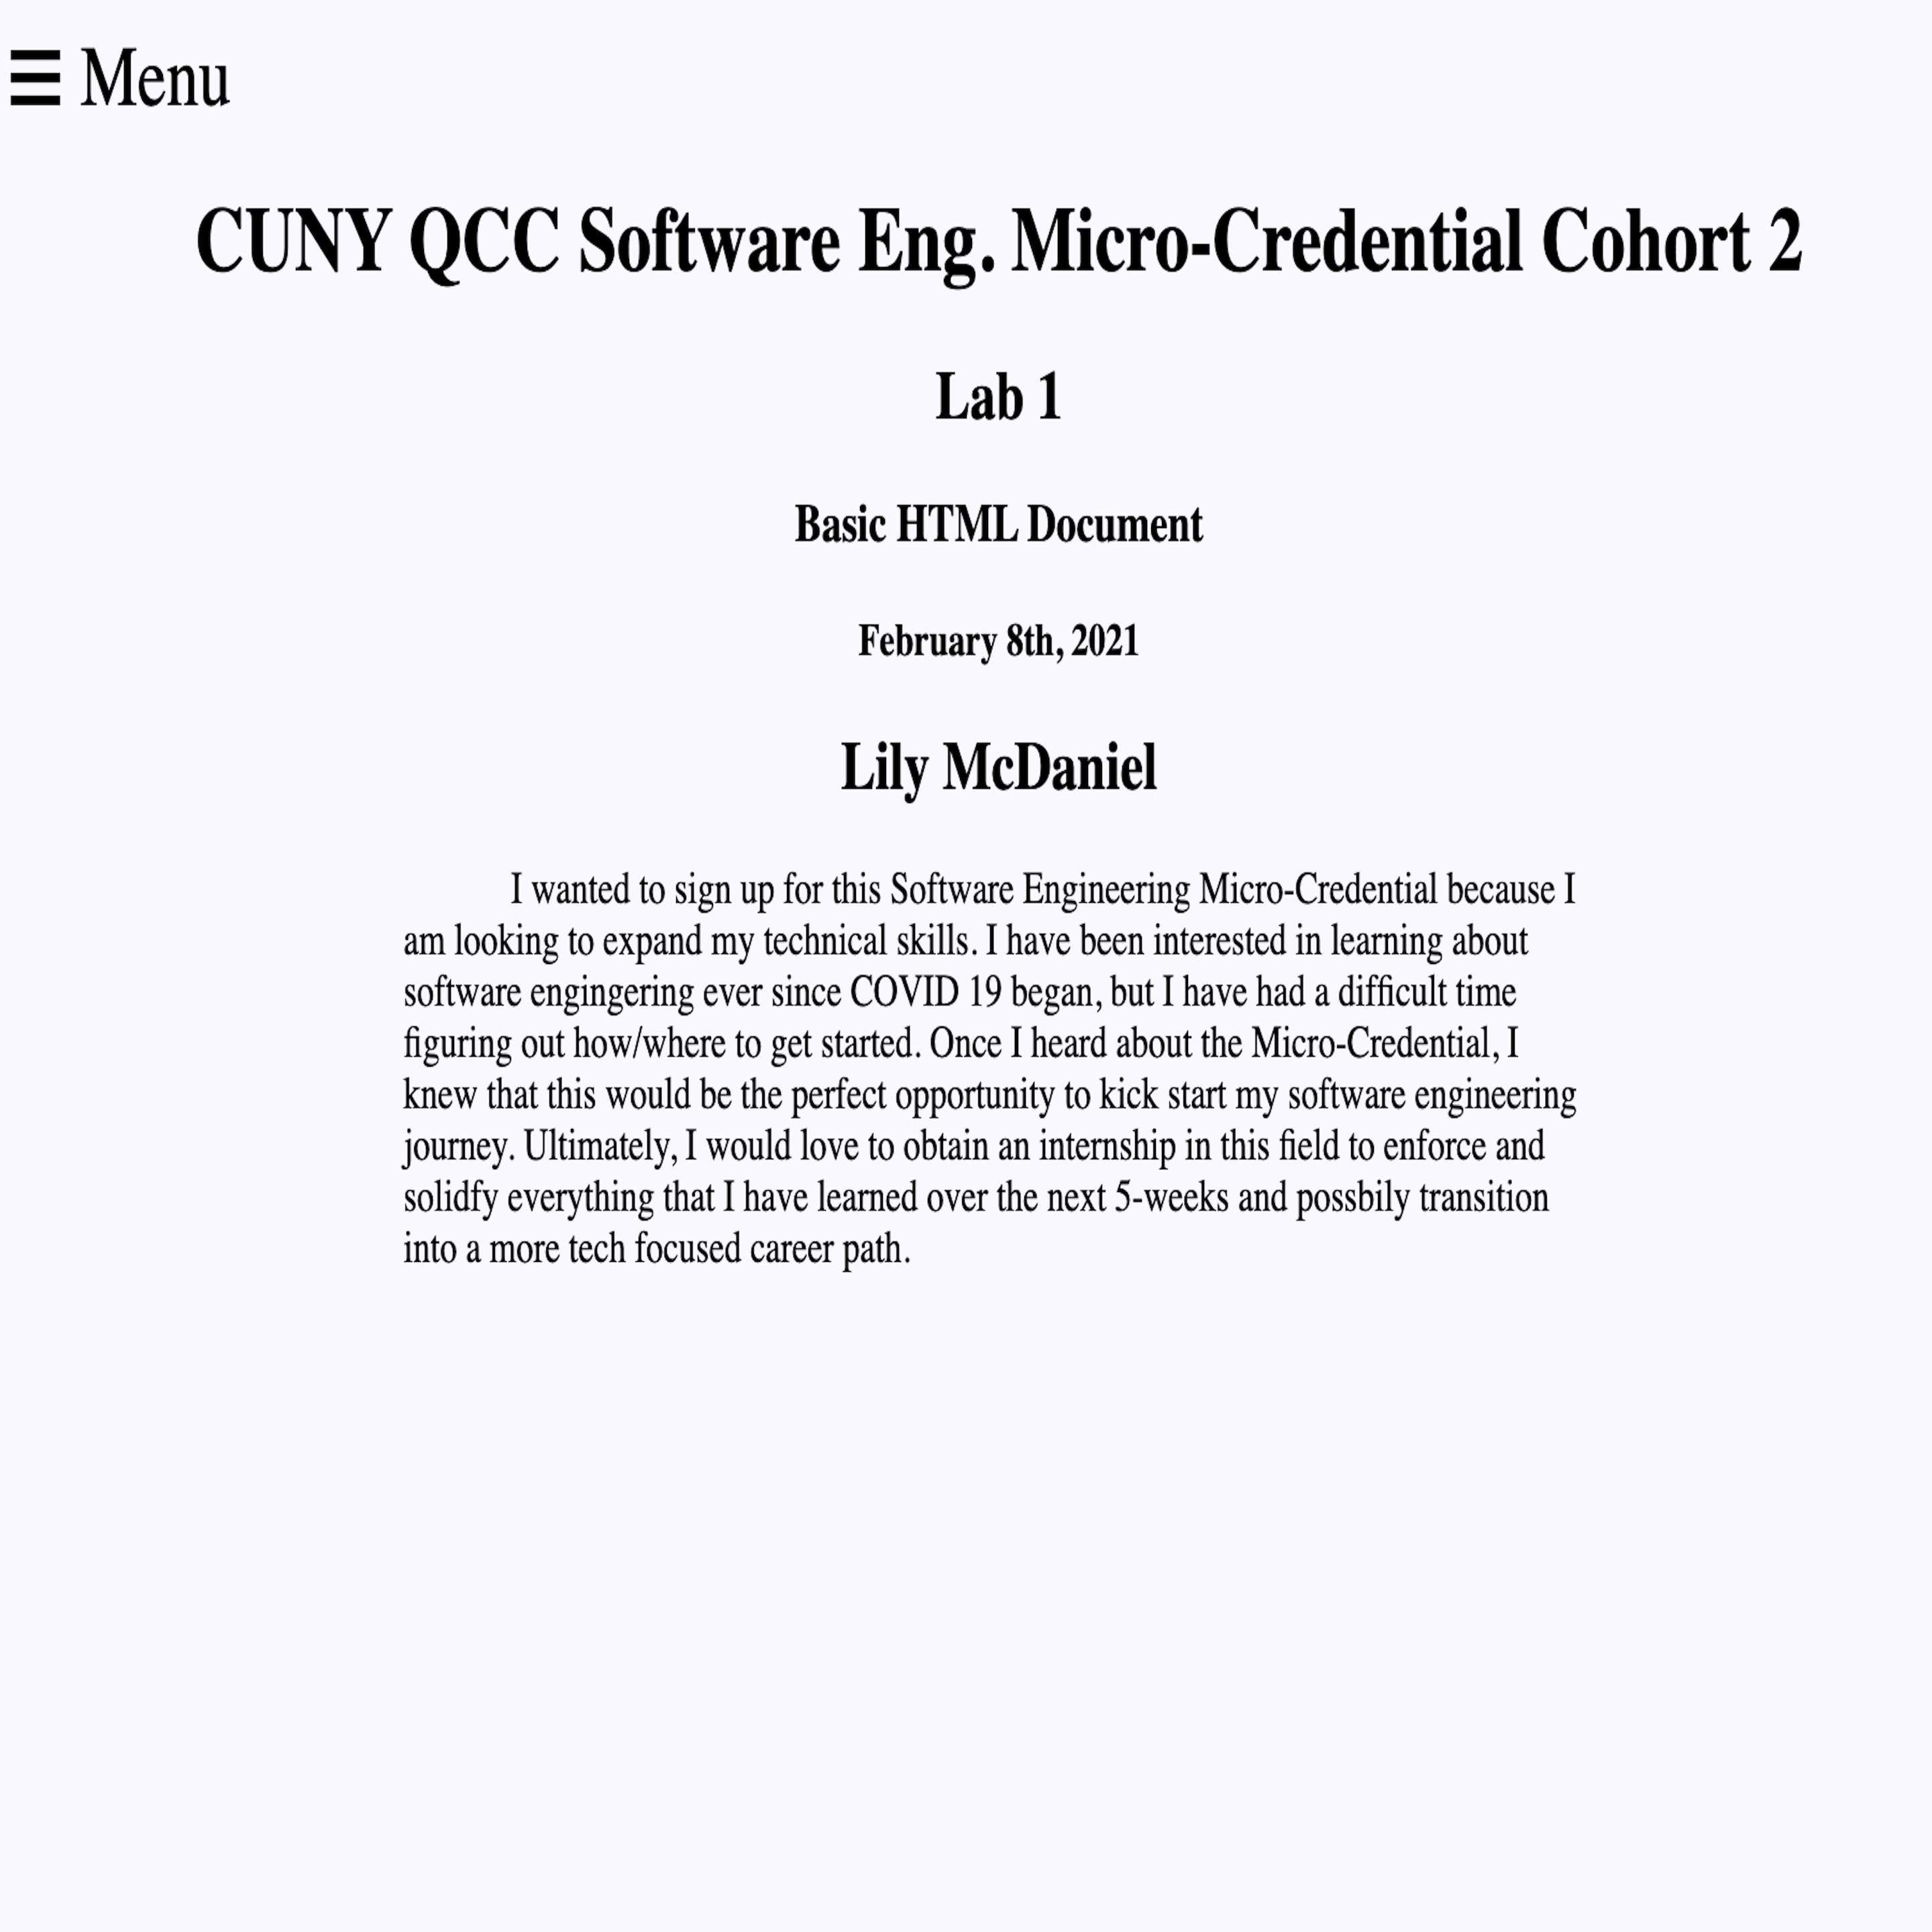 ☰ Menu
CUNY QCC Software Eng. Micro-Credential Cohort 2
Lab 1
Basic HTML Document
February 8th, 2021
Lily McDaniel
I wanted to sign up for this Software Engineering Micro-Credential because I
am looking to expand my technical skills. I have been interested in learning about
software engingering ever since COVID 19 began, but I have had a difficult time
figuring out how/where to get started. Once I heard about the Micro-Credential, I
knew that this would be the perfect opportunity to kick start my software engineering
journey. Ultimately, I would love to obtain an internship in this field to enforce and
solidfy everything that I have learned over the next 5-weeks and possbily transition
into a more tech focused career path.